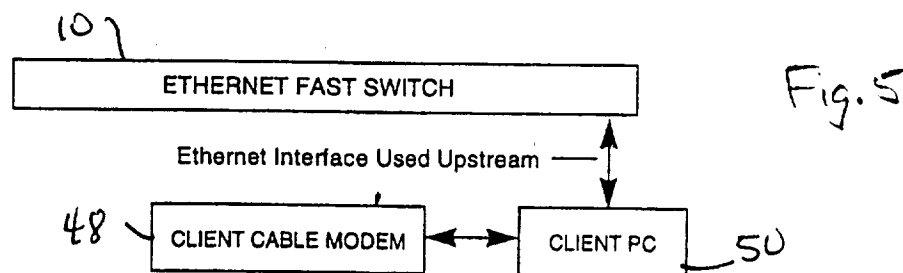 10
ETHERNET FAST SWITCH
Fig. 5
Ethernet Interface Used Upstream
48
CLIENT CABLE MODEM
CLIENT PC
50